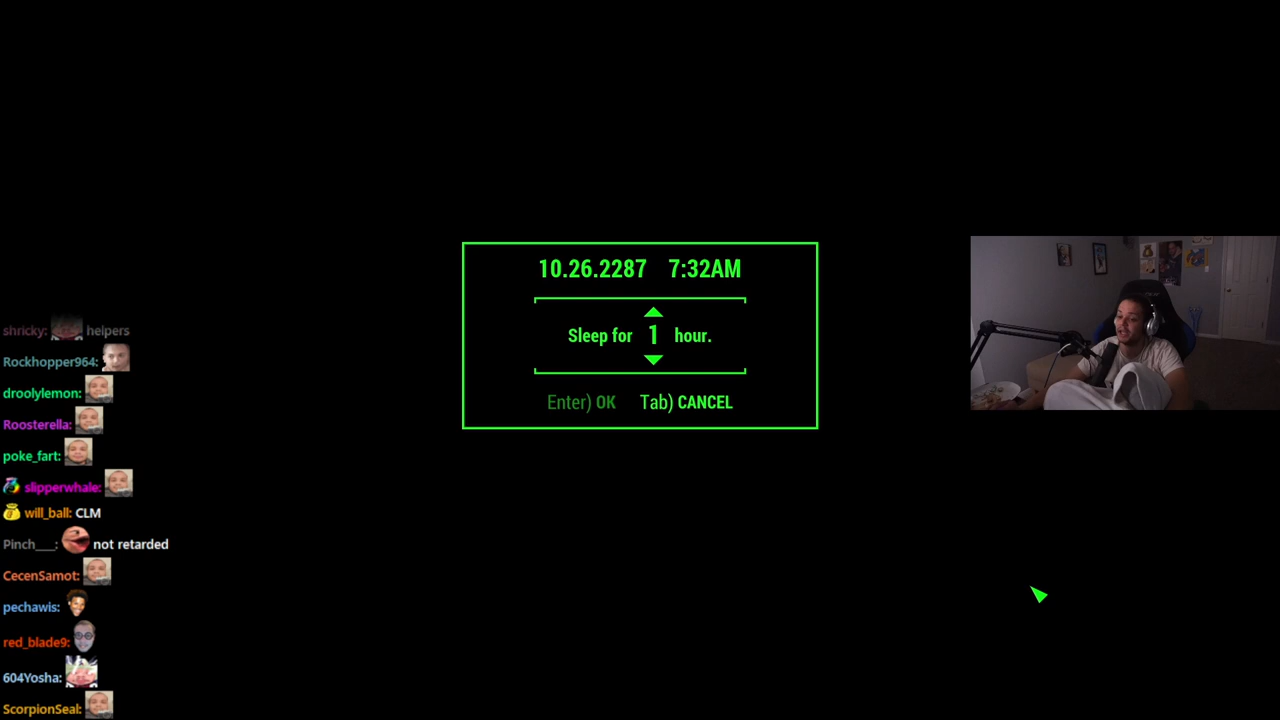 10.26.2287 7:32AM
Sleep for 1 hour.
Enter) OK Tab) CANCEL
shricky: helpers
Rockhopper964:
droolylemon:
Roosterella:
poke_fart:
slipperwhale:
will_ball: CLM
Pinch___: not retarded
CecenSamot:
pechawis:
red_blade9:
604Yosha:
ScorpionSeal: